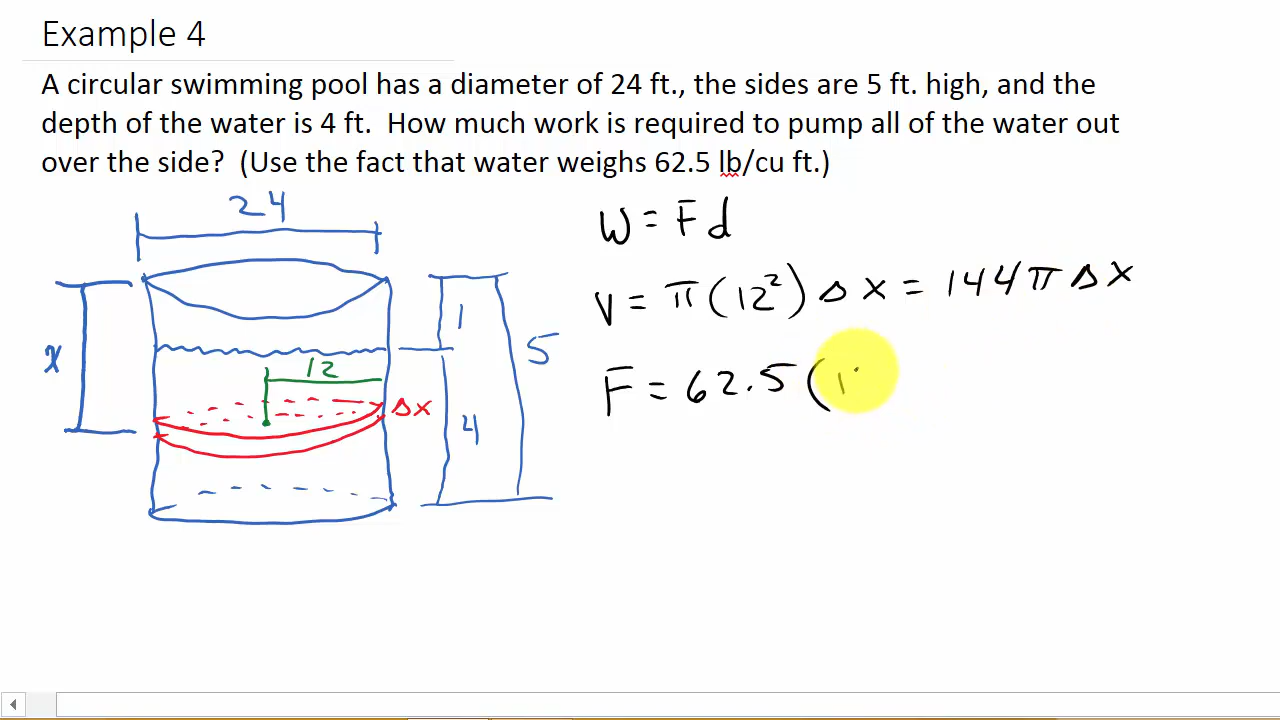 Example 4
A circular swimming pool has a diameter of 24 ft., the sides are 5 ft. high, and the
depth of the water is 4 ft. How much work is required to pump all of the water out
over the side? (Use the fact that water weighs 62.5 lb/cu ft.)
24
W = Fd
V = π(12²)Δx = 144πΔx
F = 62.5(1
x
12
Δx
1
4
5